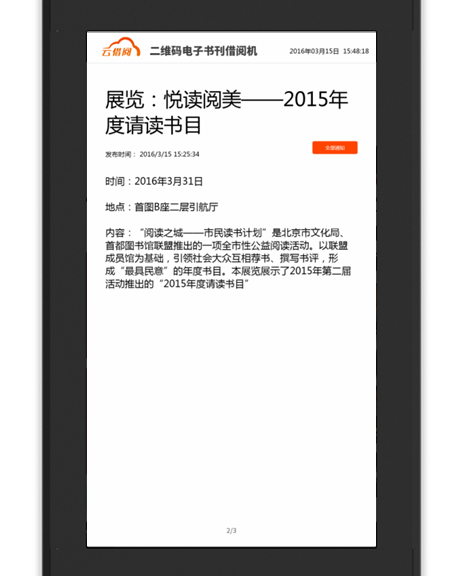 云借阅 二维码电子书刊借阅机 2016年03月15日 15:48:18
展览：悦读阅美——2015年
度请读书目
发布时间： 2016/3/15 15:25:34 全部通知
时间：2016年3月31日
地点：首图B座二层引航厅
内容：“阅读之城——市民读书计划”是北京市文化局、
首都图书馆联盟推出的一项全市性公益阅读活动。以联盟
成员馆为基础，引领社会大众互相荐书、撰写书评，形
成“最具民意”的年度书目。本展览展示了2015年第二届
活动推出的“2015年度请读书目”
2/3